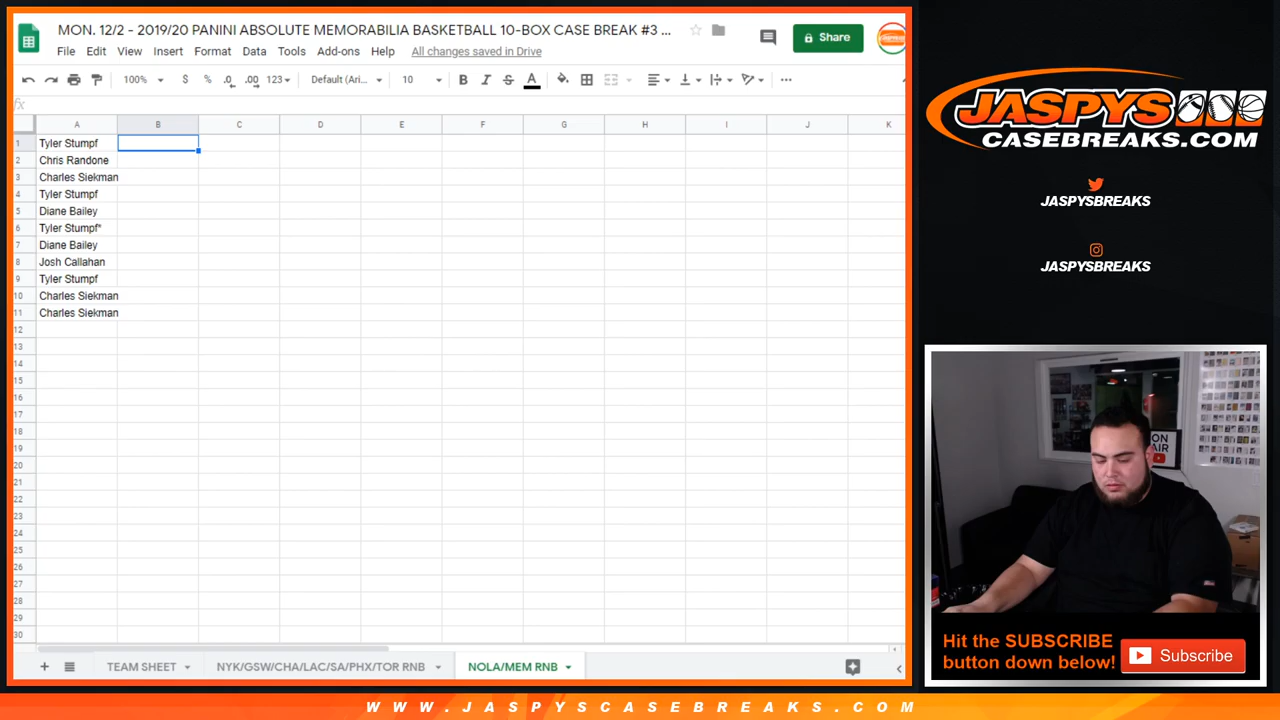 MON. 12/2 - 2019/20 PANINI ABSOLUTE MEMORABILIA BASKETBALL 10-BOX CASE BREAK #3 ...
Share
File Edit View Insert Format Data Tools Add-ons Help All changes saved in Drive
100% $ % .0 .00 123 Default (Ari... 10 B I S A
fx
A B C D E F G H I J K
1 Tyler Stumpf
2 Chris Randone
3 Charles Siekman
4 Tyler Stumpf
5 Diane Bailey
6 Tyler Stumpf*
7 Diane Bailey
8 Josh Callahan
9 Tyler Stumpf
10 Charles Siekman
11 Charles Siekman
12
13
14
15
16
17
18
19
20
21
22
23
24
25
26
27
28
29
30
TEAM SHEET NYK/GSW/CHA/LAC/SA/PHX/TOR RNB NOLA/MEM RNB
JASPYS
CASEBREAKS.COM
JASPYSBREAKS
JASPYSBREAKS
ON
AIR
Hit the SUBSCRIBE
button down below!
Subscribe
WWW.JASPYSCASEBREAKS.COM